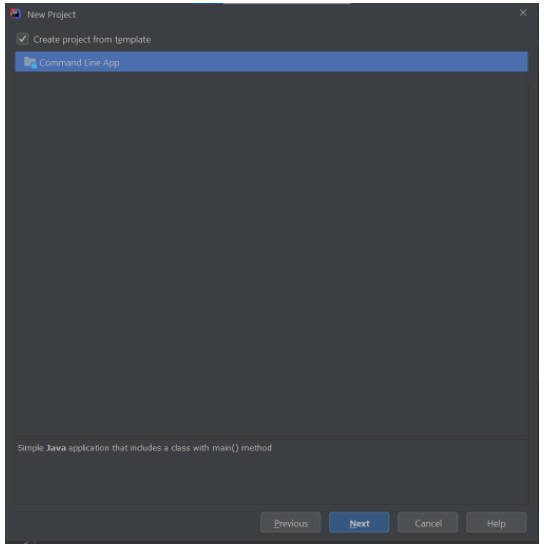 New Project
Create project from template
Command Line App
Simple Java application that includes a class with main() method
Previous Next Cancel Help